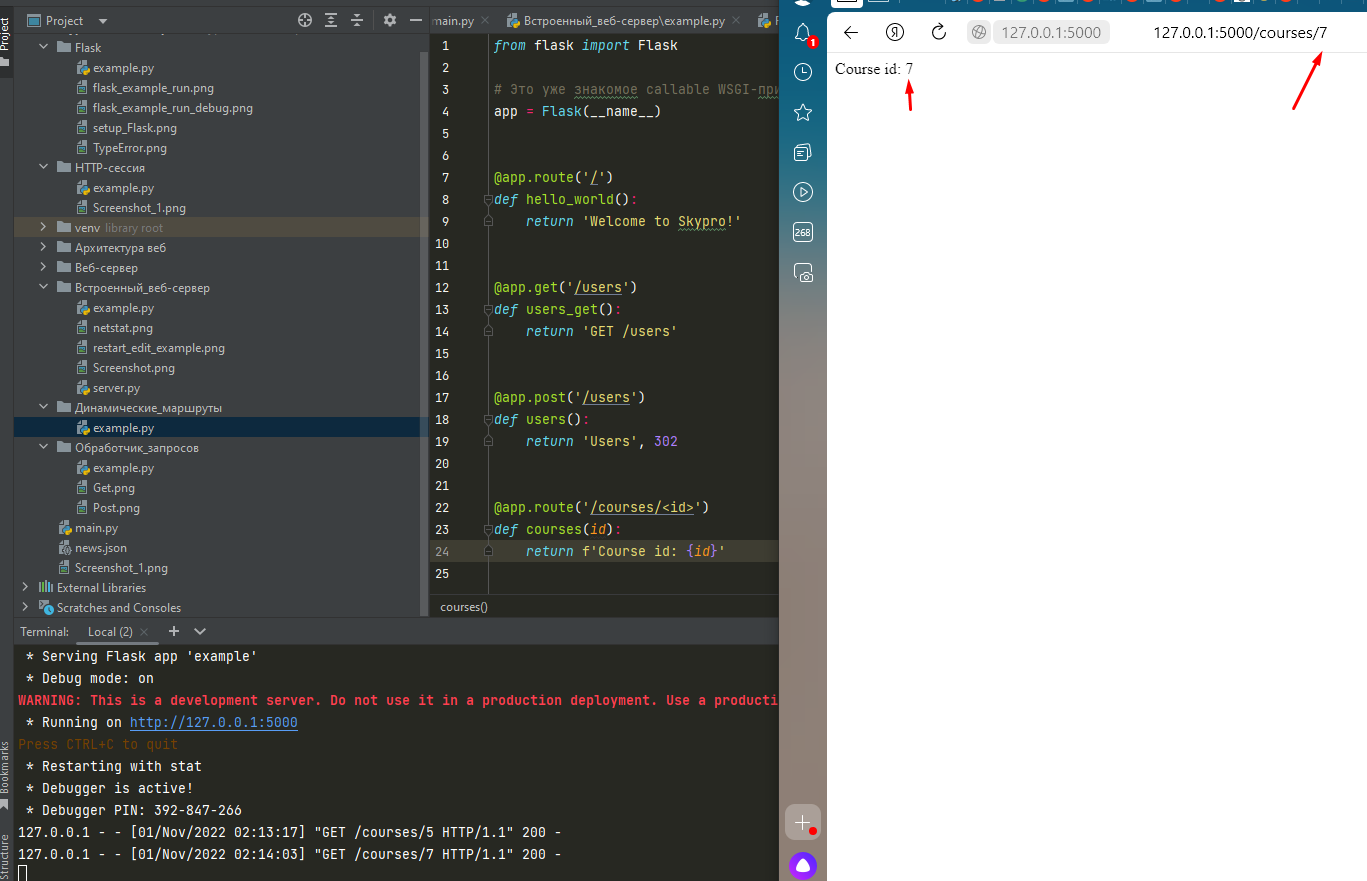 Project
Project
Flask
example.py
flask_example_run.png
flask_example_run_debug.png
setup_Flask.png
TypeError.png
HTTP-сессия
example.py
Screenshot_1.png
venv library root
Архитектура веб
Веб-сервер
Встроенный_веб-сервер
example.py
netstat.png
restart_edit_example.png
Screenshot.png
server.py
Динамические_маршруты
example.py
Обработчик_запросов
example.py
Get.png
Post.png
main.py
news.json
Screenshot_1.png
External Libraries
Scratches and Consoles
main.py
Встроенный_веб-сервер\example.py
1 from flask import Flask
2
3 # Это уже знакомое callable WSGI-при
4 app = Flask(__name__)
5
6
7 @app.route('/')
8 def hello_world():
9 return 'Welcome to Skypro!'
10
11
12 @app.get('/users')
13 def users_get():
14 return 'GET /users'
15
16
17 @app.post('/users')
18 def users():
19 return 'Users', 302
20
21
22 @app.route('/courses/<id>')
23 def courses(id):
24 return f'Course id: {id}'
25
courses()
Terminal: Local (2)
* Serving Flask app 'example'
* Debug mode: on
WARNING: This is a development server. Do not use it in a production deployment. Use a producti
* Running on http://127.0.0.1:5000
Press CTRL+C to quit
* Restarting with stat
* Debugger is active!
* Debugger PIN: 392-847-266
127.0.0.1 - - [01/Nov/2022 02:13:17] "GET /courses/5 HTTP/1.1" 200 -
127.0.0.1 - - [01/Nov/2022 02:14:03] "GET /courses/7 HTTP/1.1" 200 -
Bookmarks
Structure
1
268
Я
127.0.0.1:5000
127.0.0.1:5000/courses/7
Course id: 7